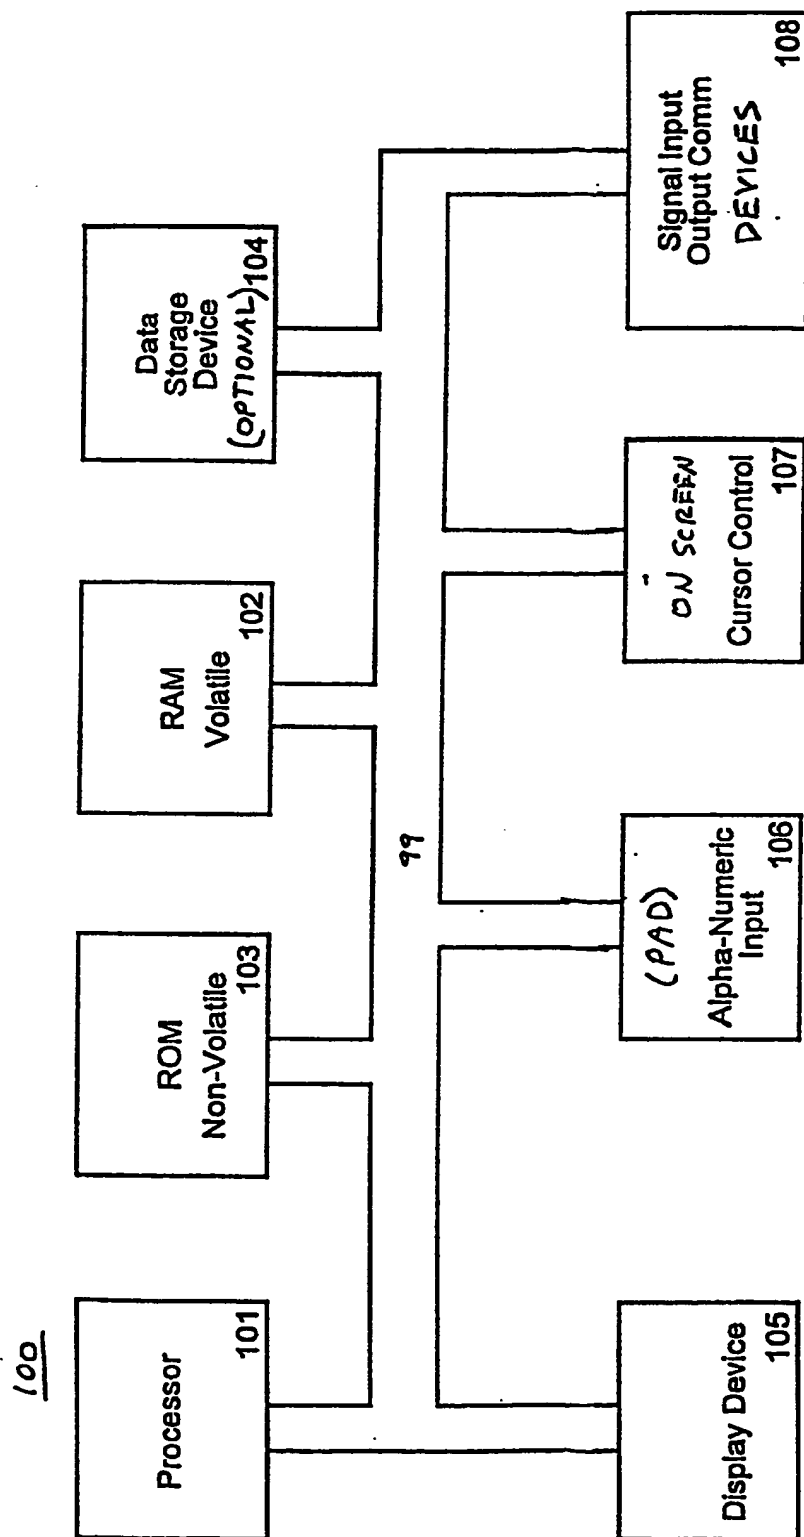 100
Processor
101
ROM
Non-Volatile
103
RAM
Volatile
102
Data
Storage
Device
(OPTIONAL)
104
99
Display Device
105
(PAD)
Alpha-Numeric
Input
106
ON SCREEN
Cursor Control
107
Signal Input
Output Comm
DEVICES
108